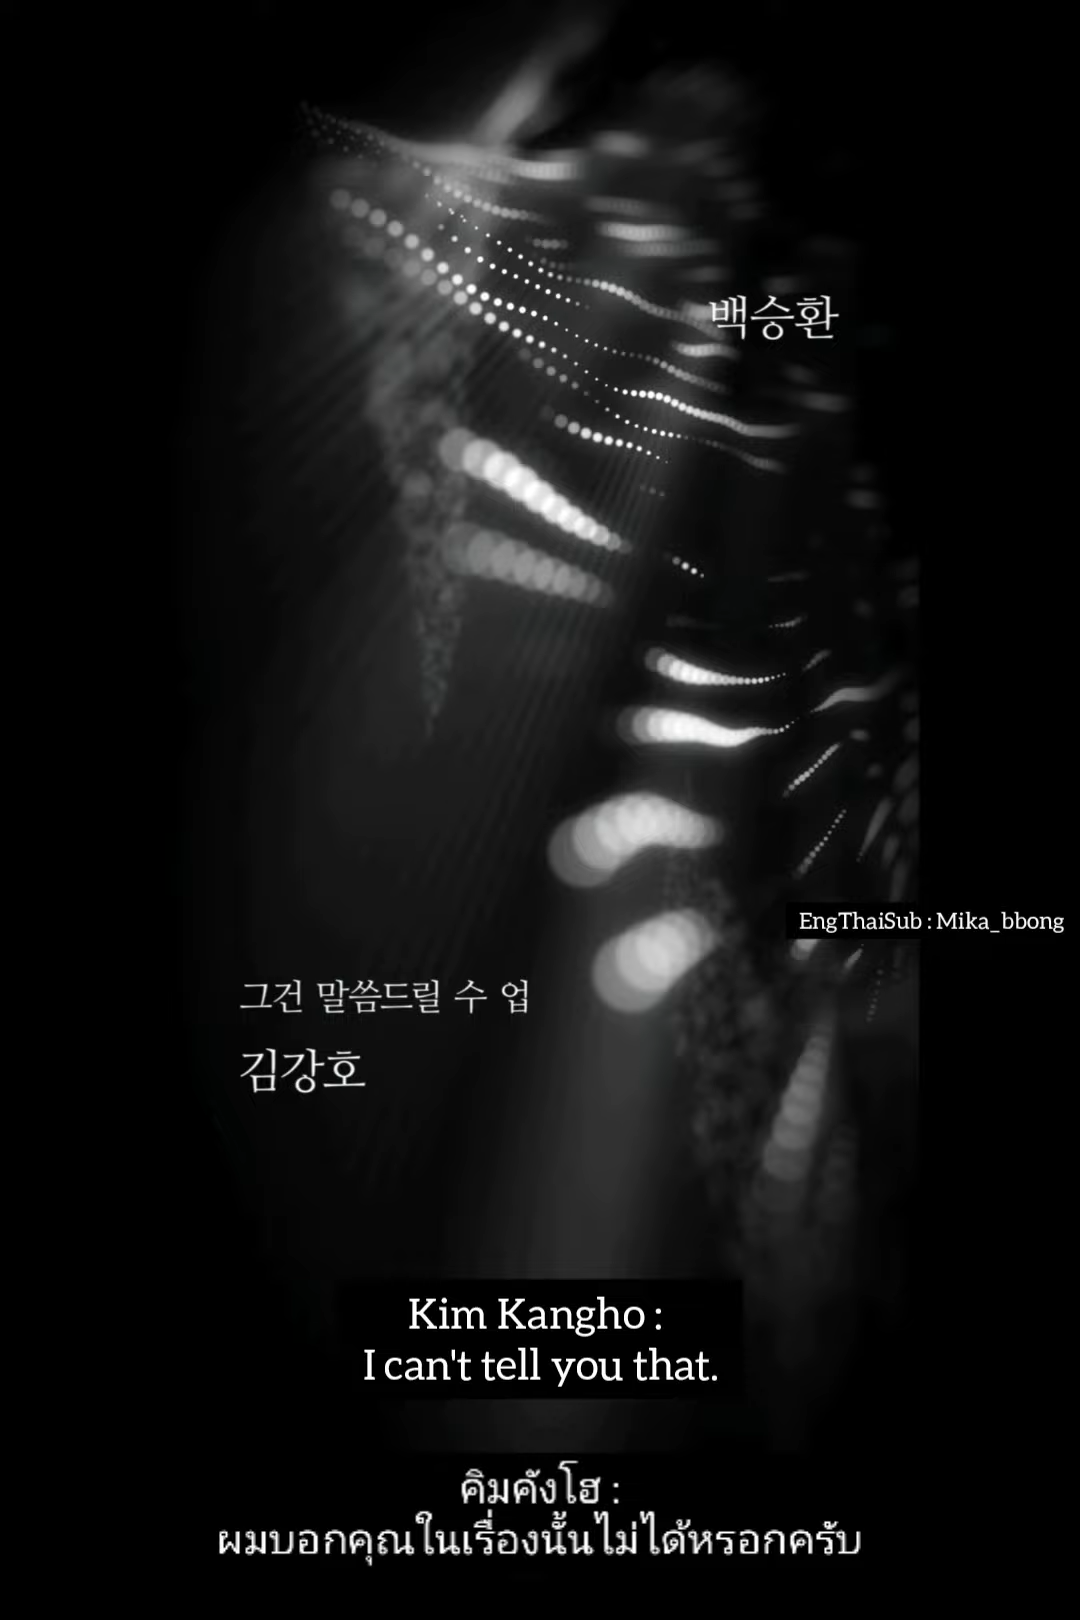 백승환
EngThaiSub : Mika_bbong
그건 말씀드릴 수 업
김강호
Kim Kangho :
I can't tell you that.
คิมคังโฮ :
ผมบอกคุณในเรื่องนั้นไม่ได้หรอกครับ